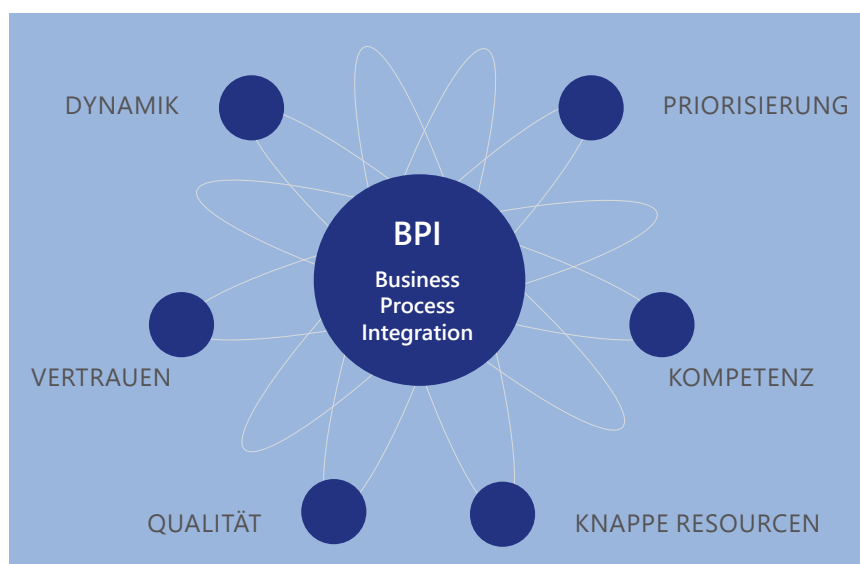 DYNAMIK
PRIORISIERUNG
BPI
Business
Process
Integration
VERTRAUEN
KOMPETENZ
QUALITÄT
KNAPPE RESOURCEN